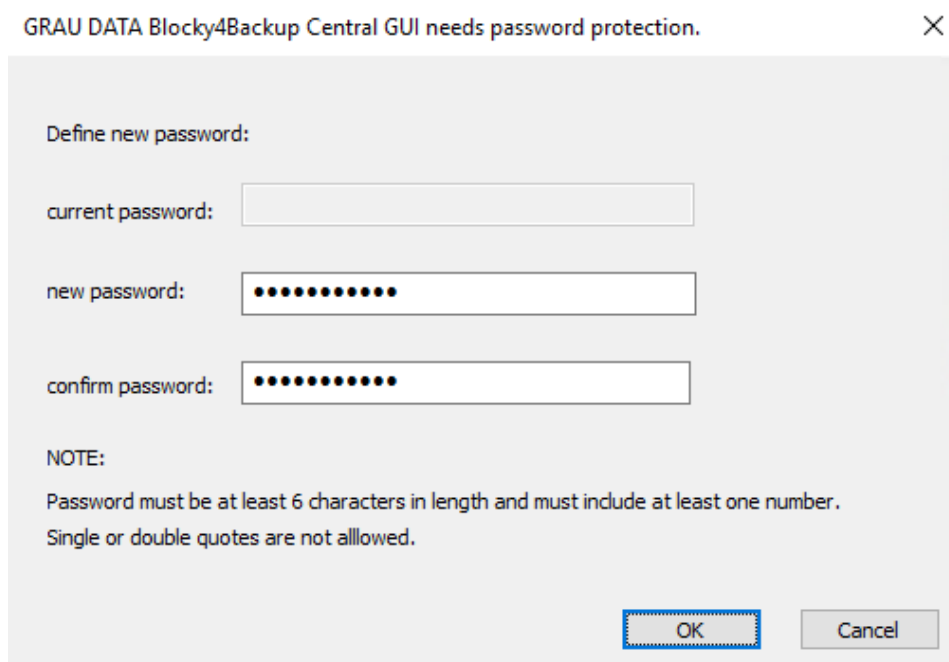 GRAU DATA Blocky4Backup Central GUI needs password protection.
Define new password:
current password:
new password: ●●●●●●●●●●●
confirm password: ●●●●●●●●●●●
NOTE:
Password must be at least 6 characters in length and must include at least one number.
Single or double quotes are not alllowed.
OK Cancel